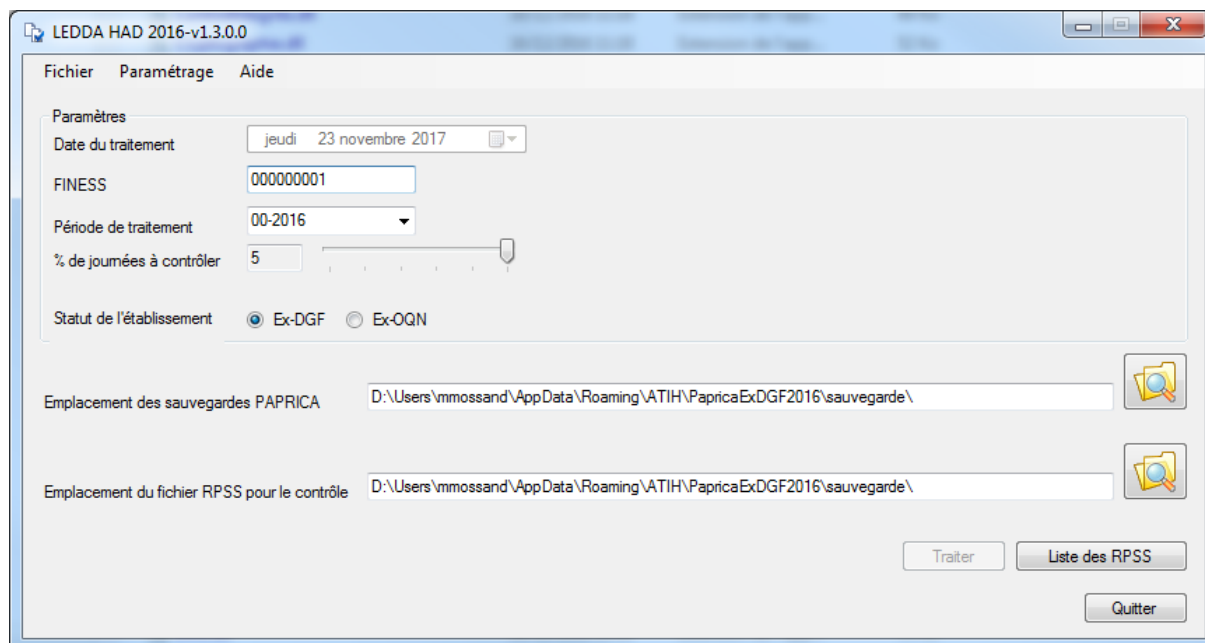 LEDDA HAD 2016-v1.3.0.0
Fichier Paramétrage Aide
Paramètres
Date du traitement jeudi 23 novembre 2017
FINESS 000000001
Période de traitement 00-2016
% de journées à contrôler 5
Statut de l'établissement Ex-DGF Ex-OQN
Emplacement des sauvegardes PAPRICA D:\Users\mmossand\AppData\Roaming\ATIH\PapricaExDGF2016\sauvegarde\
Emplacement du fichier RPSS pour le contrôle D:\Users\mmossand\AppData\Roaming\ATIH\PapricaExDGF2016\sauvegarde\
Traiter Liste des RPSS
Quitter